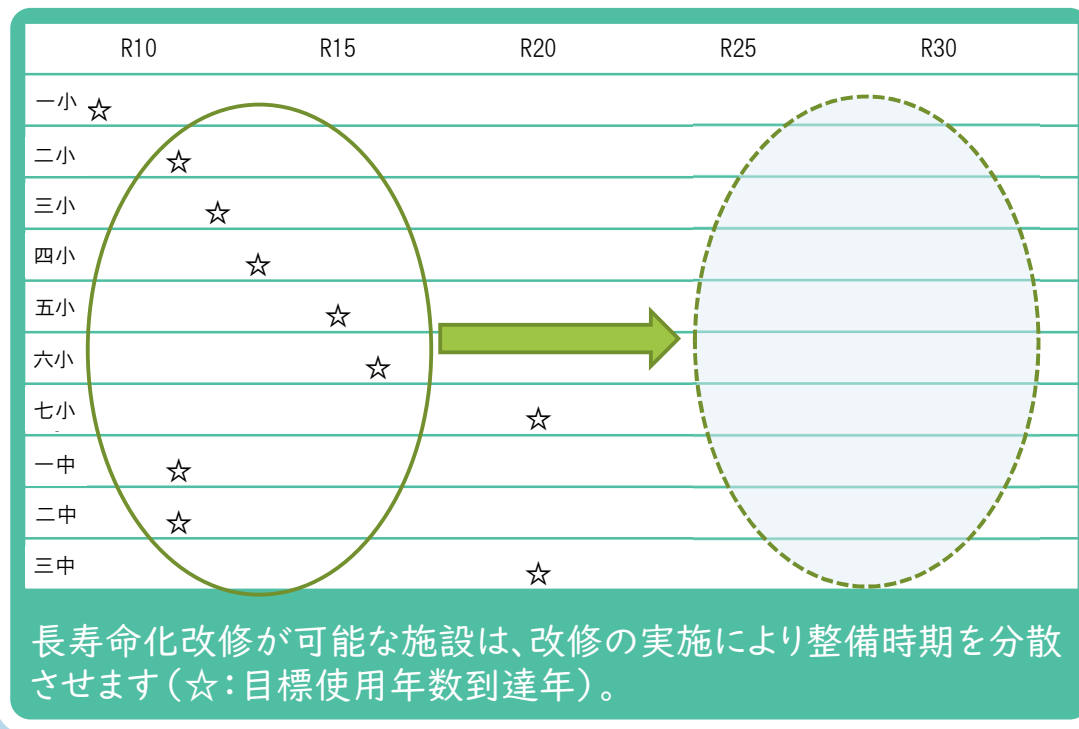 R10 R15 R20 R25 R30
一小 ☆
二小 ☆
三小 ☆
四小 ☆
五小 ☆
六小 ☆
七小 ☆
一中 ☆
二中 ☆
三中 ☆
長寿命化改修が可能な施設は、改修の実施により整備時期を分散
させます(☆:目標使用年数到達年)。